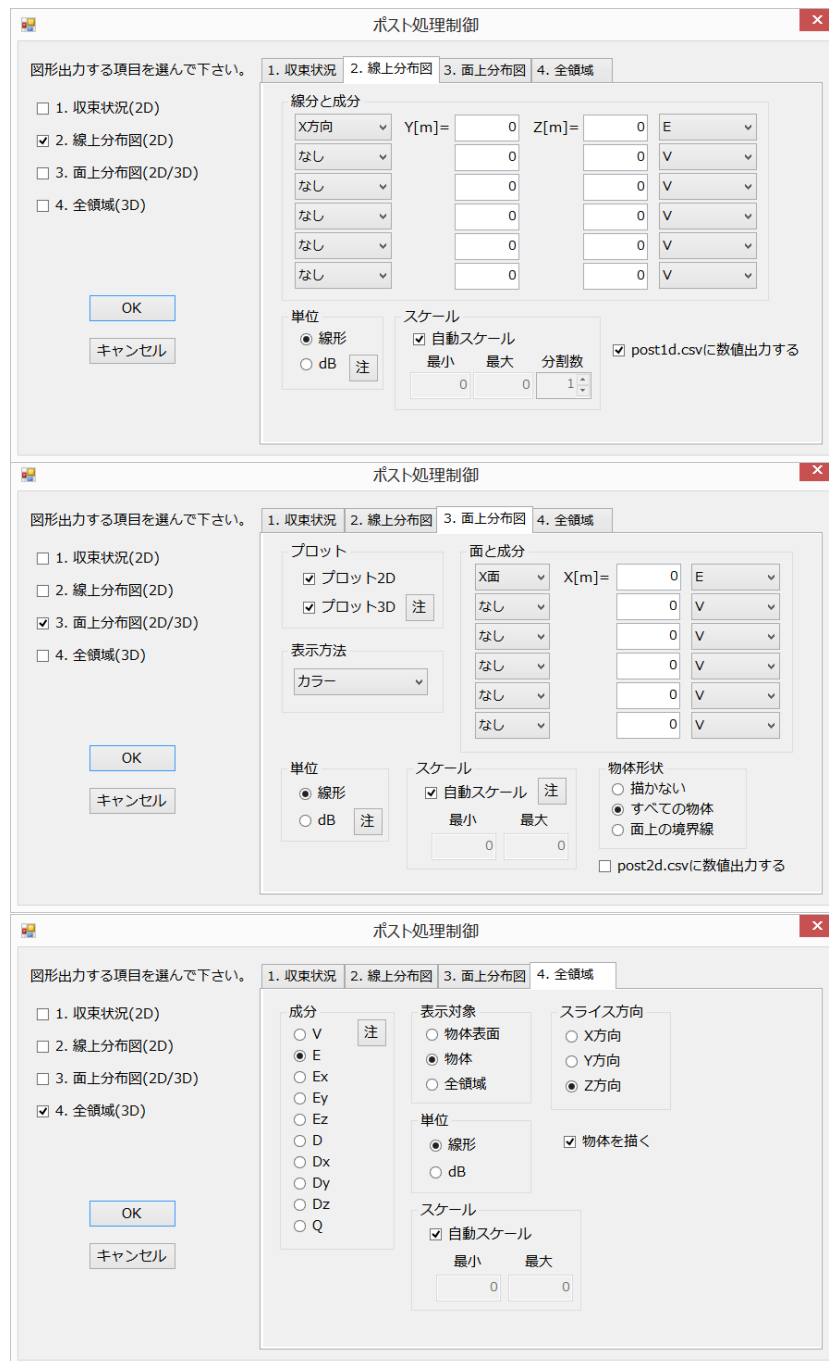 ポスト処理制御
図形出力する項目を選んで下さい。
1. 収束状況(2D)
2. 線上分布図(2D)
3. 面上分布図(2D/3D)
4. 全領域(3D)
OK
キャンセル
1. 収束状況 2. 線上分布図 3. 面上分布図 4. 全領域
線分と成分
X方向 Y[m]= 0 Z[m]= 0 E
なし 0 0 V
なし 0 0 V
なし 0 0 V
なし 0 0 V
なし 0 0 V
単位
線形
dB 注
スケール
自動スケール
最小 最大 分割数
0 0 1
post1d.csvに数値出力する
ポスト処理制御
図形出力する項目を選んで下さい。
1. 収束状況(2D)
2. 線上分布図(2D)
3. 面上分布図(2D/3D)
4. 全領域(3D)
OK
キャンセル
1. 収束状況 2. 線上分布図 3. 面上分布図 4. 全領域
プロット
プロット2D
プロット3D 注
表示方法
カラー
面と成分
X面 X[m]= 0 E
なし 0 V
なし 0 V
なし 0 V
なし 0 V
なし 0 V
単位
線形
dB 注
スケール
自動スケール 注
最小 最大
0 0
物体形状
描かない
すべての物体
面上の境界線
post2d.csvに数値出力する
ポスト処理制御
図形出力する項目を選んで下さい。
1. 収束状況(2D)
2. 線上分布図(2D)
3. 面上分布図(2D/3D)
4. 全領域(3D)
OK
キャンセル
1. 収束状況 2. 線上分布図 3. 面上分布図 4. 全領域
成分
V 注
E
Ex
Ey
Ez
D
Dx
Dy
Dz
Q
表示対象
物体表面
物体
全領域
単位
線形
dB
スケール
自動スケール
最小 最大
0 0
スライス方向
X方向
Y方向
Z方向
物体を描く